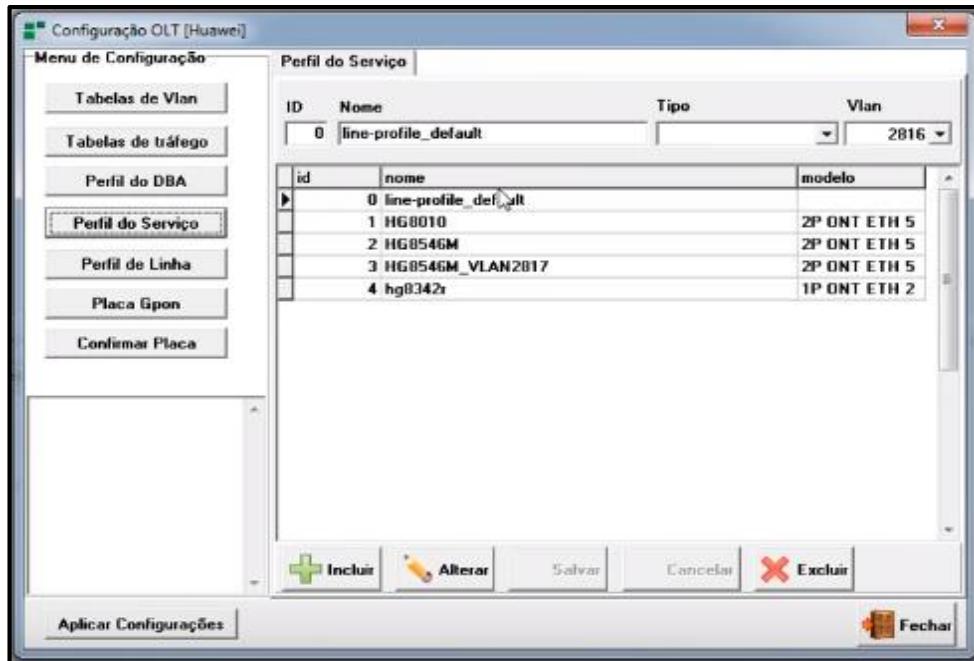 Configuração OLT [Huawei]
Menu de Configuração
Tabelas de Vlan
Tabelas de tráfego
Perfil do DBA
Perfil do Serviço
Perfil de Linha
Placa Gpon
Confirmar Placa
Perfil do Serviço
ID Nome Tipo Vlan
0 line-profile_default 2816
id nome modelo
0 line-profile_default
1 HG8010 2P ONT ETH 5
2 HG8546M 2P ONT ETH 5
3 HG8546M_VLAN2817 2P ONT ETH 5
4 hg8342r 1P ONT ETH 2
Incluir Alterar Salvar Cancelar Excluir
Aplicar Configurações Fechar